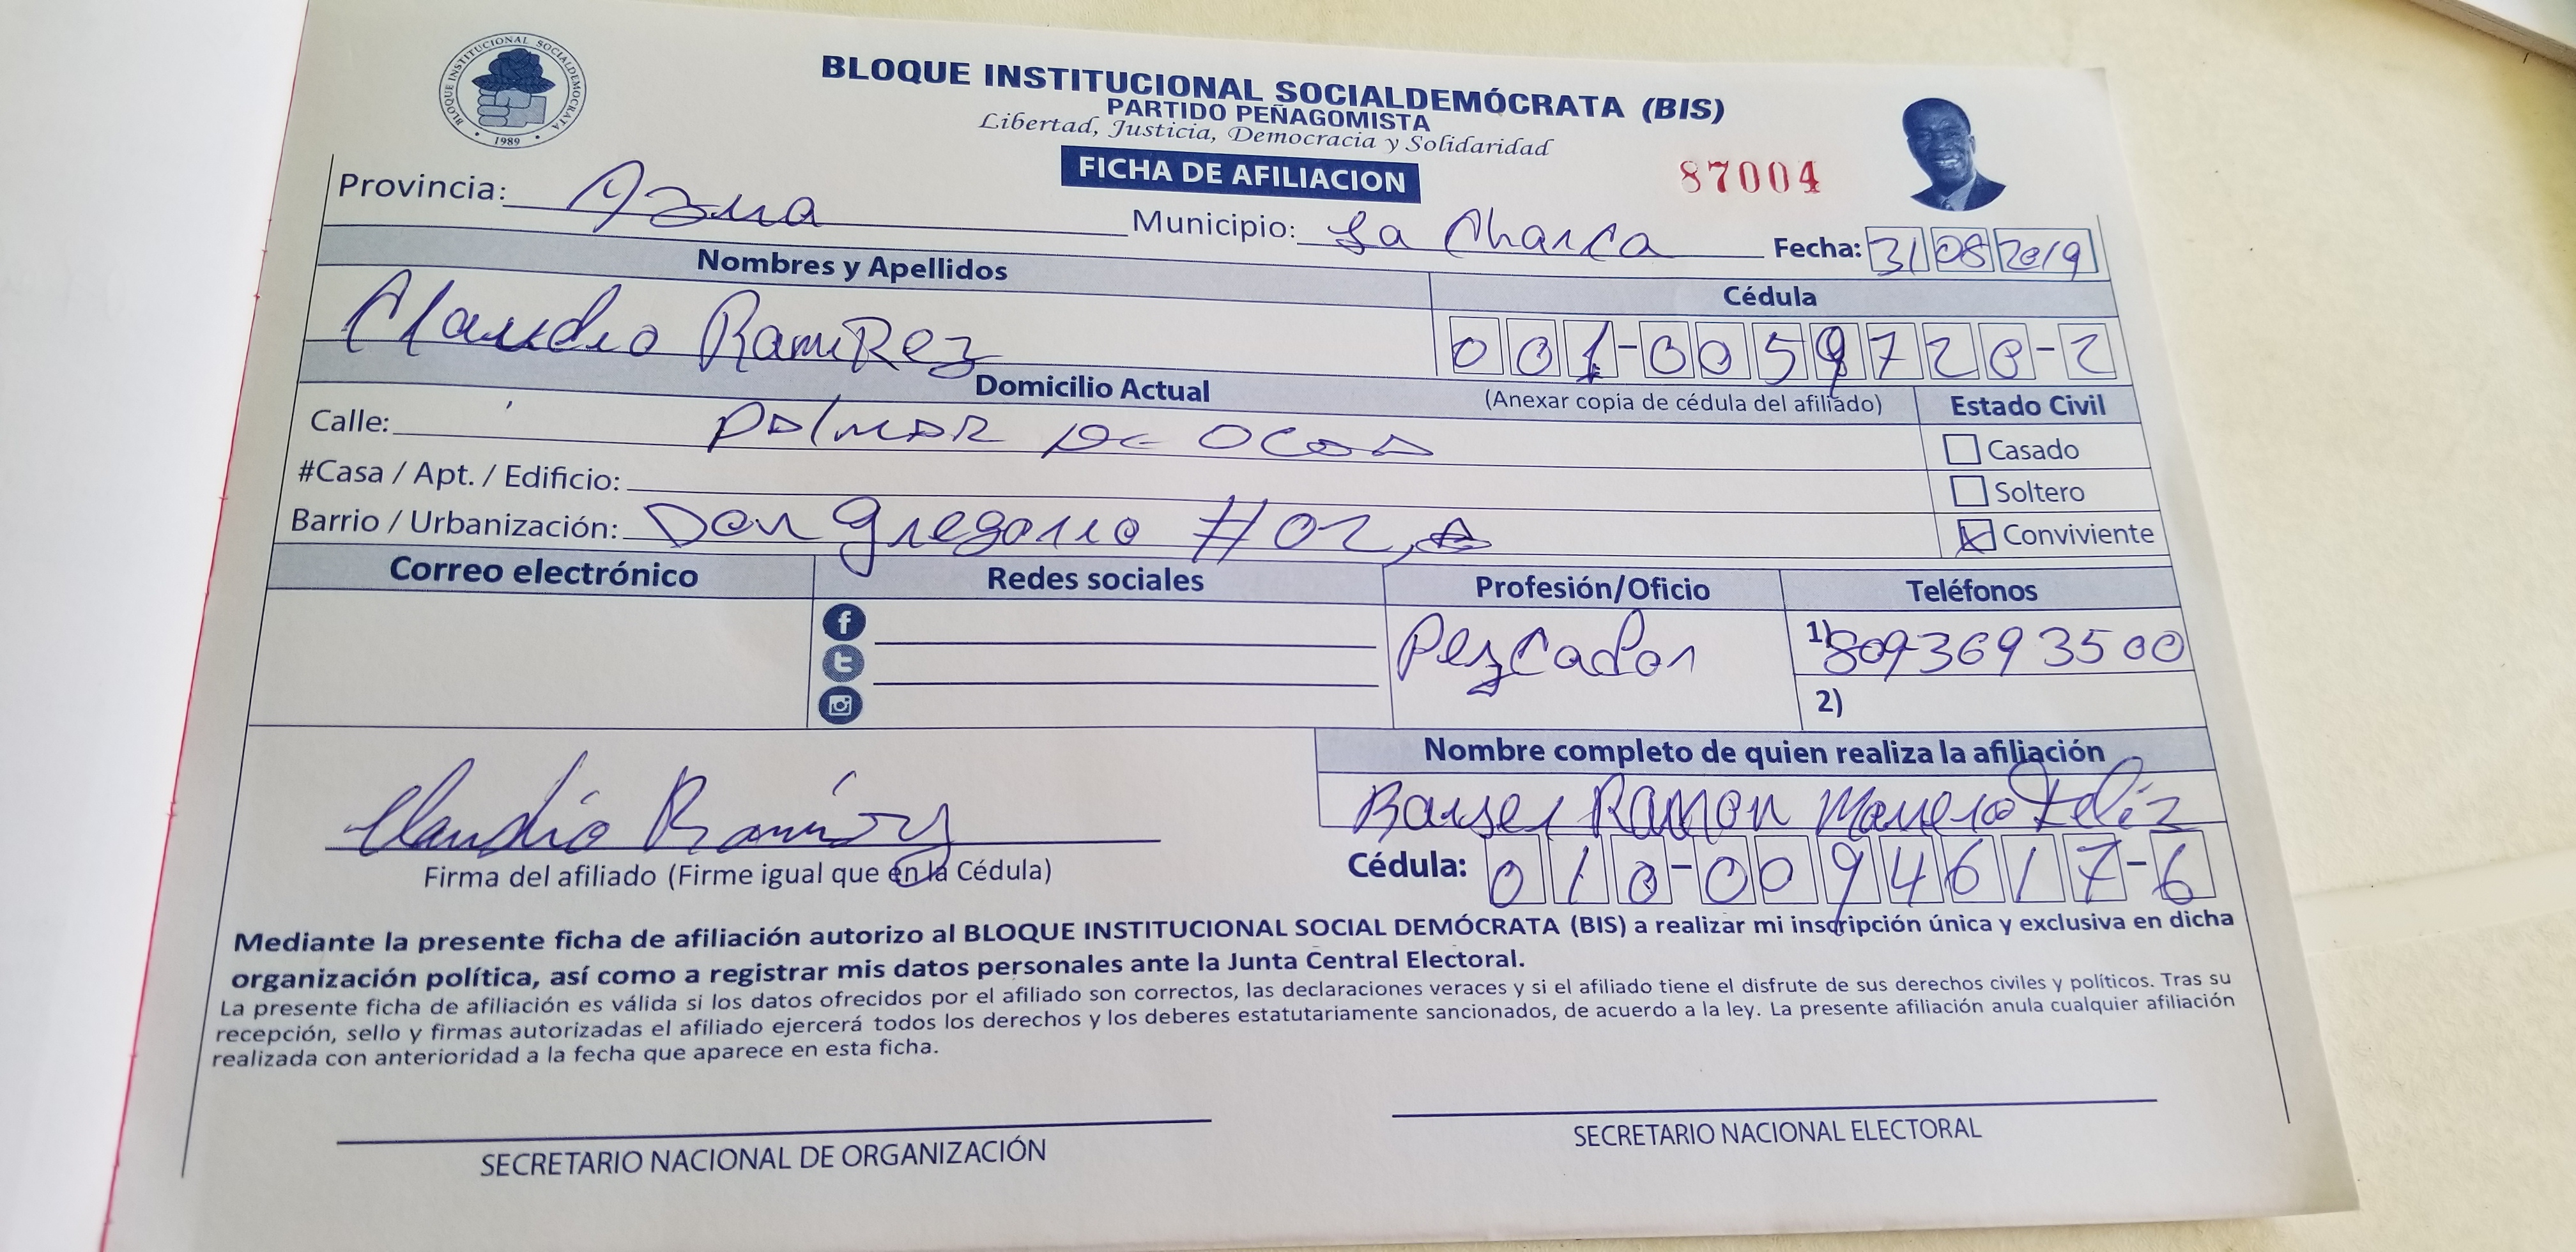 BLOQUE INSTITUCIONAL SOCIALDEMOCRATA
1989
BLOQUE INSTITUCIONAL SOCIALDEMÓCRATA (BIS)
PARTIDO PEÑAGOMISTA
Libertad, Justicia, Democracia y Solidaridad
FICHA DE AFILIACION
87004
Provincia: Azua Municipio: La Charca Fecha: 31 08 2019
Nombres y Apellidos
Cédula
Claudio Ramirez
001-0059720-2
Domicilio Actual
(Anexar copia de cédula del afiliado)
Estado Civil
Calle: Palmar De Ocoa
Casado
#Casa / Apt. / Edificio:
Soltero
Barrio / Urbanización: Don Gregorio #02,
Conviviente
Correo electrónico
Redes sociales
Profesión/Oficio
Teléfonos
Pezcador
1) 8093693500
2)
Nombre completo de quien realiza la afiliación
Ramon Feliz
Claudio Ramírez
Firma del afiliado (Firme igual que en la Cédula)
Cédula: 010-0094617-6
Mediante la presente ficha de afiliación autorizo al BLOQUE INSTITUCIONAL SOCIAL DEMÓCRATA (BIS) a realizar mi inscripción única y exclusiva en dicha
organización política, así como a registrar mis datos personales ante la Junta Central Electoral.
La presente ficha de afiliación es válida si los datos ofrecidos por el afiliado son correctos, las declaraciones veraces y si el afiliado tiene el disfrute de sus derechos civiles y políticos. Tras su
recepción, sello y firmas autorizadas el afiliado ejercerá todos los derechos y los deberes estatutariamente sancionados, de acuerdo a la ley. La presente afiliación anula cualquier afiliación
realizada con anterioridad a la fecha que aparece en esta ficha.
SECRETARIO NACIONAL DE ORGANIZACIÓN
SECRETARIO NACIONAL ELECTORAL